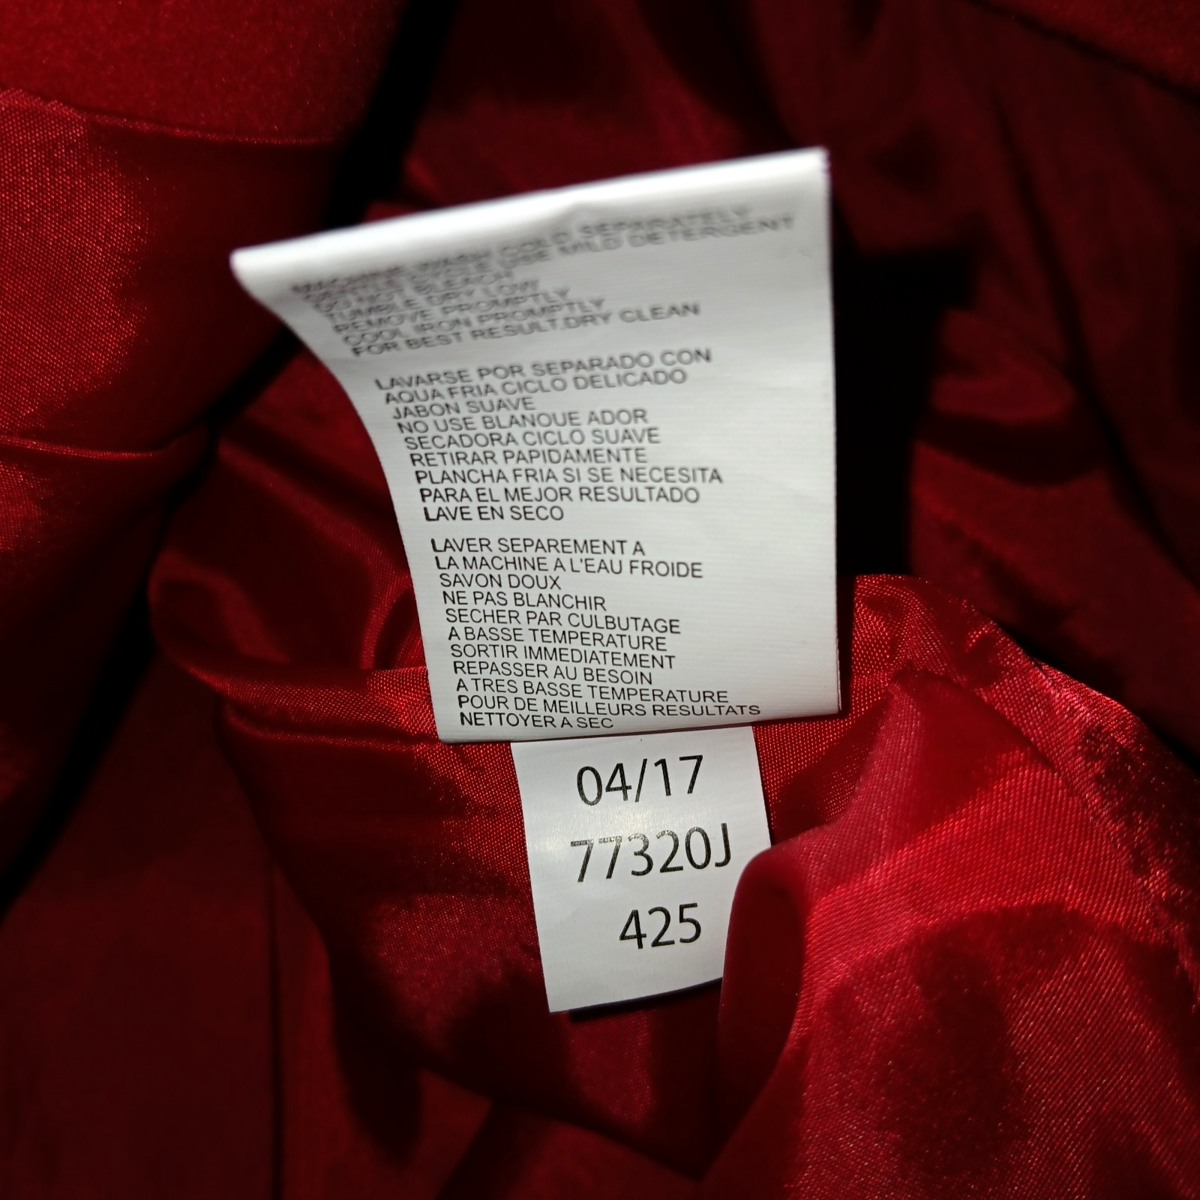 MACHINE WASH COLD SEPARATELY
GENTLE CYCLE USE MILD DETERGENT
DO NOT BLEACH
TUMBLE DRY LOW
REMOVE PROMPTLY
COOL IRON PROMPTLY
FOR BEST RESULT.DRY CLEAN
LAVARSE POR SEPARADO CON
AQUA FRIA CICLO DELICADO
JABON SUAVE
NO USE BLANOUE ADOR
SECADORA CICLO SUAVE
RETIRAR PAPIDAMENTE
PLANCHA FRIA SI SE NECESITA
PARA EL MEJOR RESULTADO
LAVE EN SECO
LAVER SEPAREMENT A
LA MACHINE A L'EAU FROIDE
SAVON DOUX
NE PAS BLANCHIR
SECHER PAR CULBUTAGE
A BASSE TEMPERATURE
SORTIR IMMEDIATEMENT
REPASSER AU BESOIN
A TRES BASSE TEMPERATURE
POUR DE MEILLEURS RESULTATS
NETTOYER A SEC
04/17
77320J
425